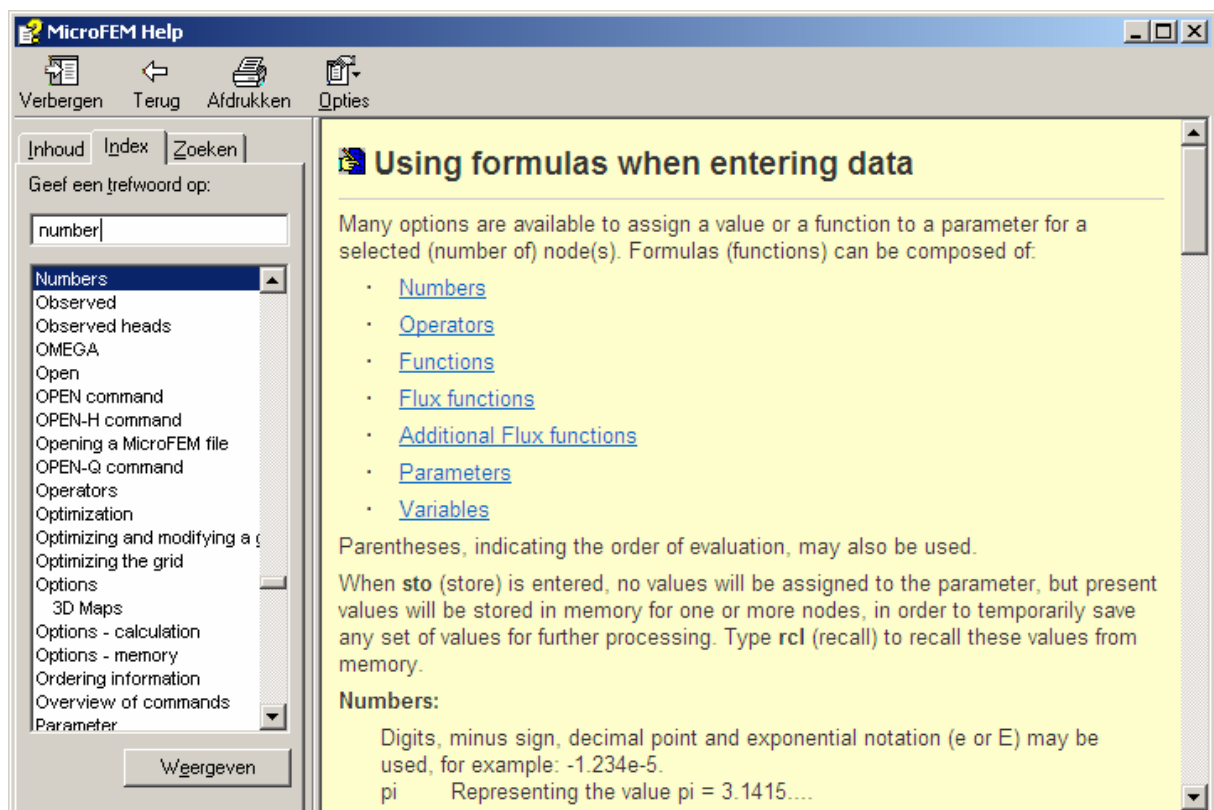 MicroFEM Help
Verbergen Terug Afdrukken Opties
Inhoud Index Zoeken
Geef een trefwoord op:
number
Numbers
Observed
Observed heads
OMEGA
Open
OPEN command
OPEN-H command
Opening a MicroFEM file
OPEN-Q command
Operators
Optimization
Optimizing and modifying a
Optimizing the grid
Options
3D Maps
Options - calculation
Options - memory
Ordering information
Overview of commands
Parameter
Weergeven
Using formulas when entering data
Many options are available to assign a value or a function to a parameter for a
selected (number of) node(s). Formulas (functions) can be composed of:
· Numbers
· Operators
· Functions
· Flux functions
· Additional Flux functions
· Parameters
· Variables
Parentheses, indicating the order of evaluation, may also be used.
When sto (store) is entered, no values will be assigned to the parameter, but present
values will be stored in memory for one or more nodes, in order to temporarily save
any set of values for further processing. Type rcl (recall) to recall these values from
memory.
Numbers:
Digits, minus sign, decimal point and exponential notation (e or E) may be
used, for example: -1.234e-5.
pi Representing the value pi = 3.1415....